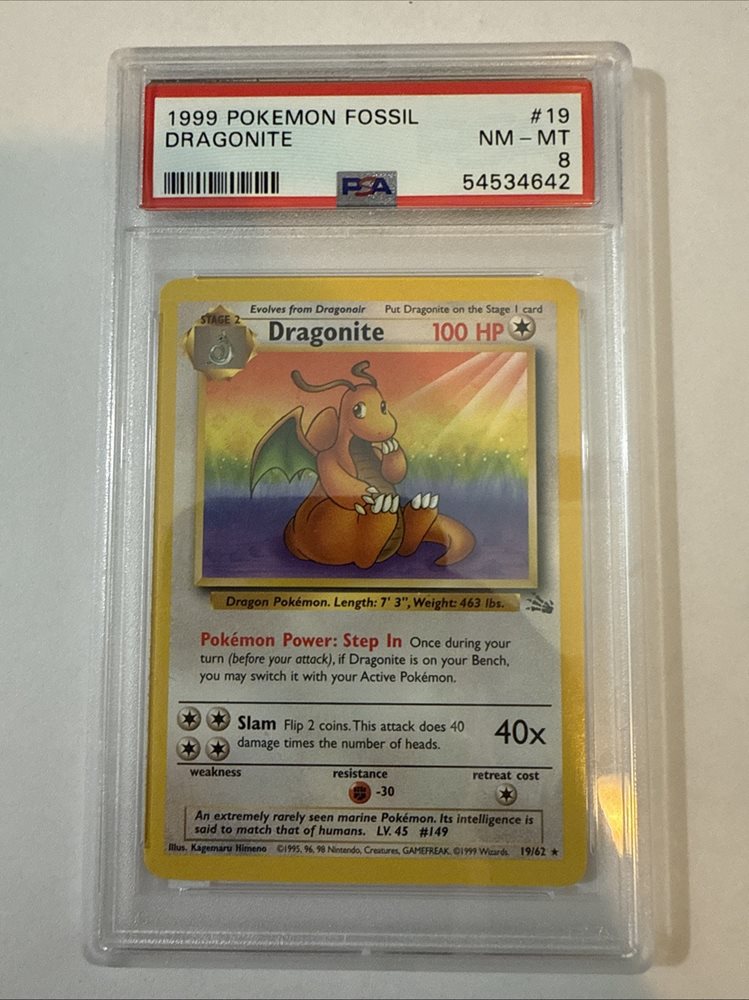 1999 POKEMON FOSSIL #19
DRAGONITE NM - MT
8
PSA 54534642
Evolves from Dragonair Put Dragonite on the Stage 1 card
STAGE 2
Dragonite 100 HP
Dragon Pokémon. Length: 7' 3", Weight: 463 lbs.
Pokémon Power: Step In Once during your
turn (before your attack), if Dragonite is on your Bench,
you may switch it with your Active Pokémon.
Slam Flip 2 coins. This attack does 40
damage times the number of heads.
40x
weakness resistance retreat cost
-30
An extremely rarely seen marine Pokémon. Its intelligence is
said to match that of humans. LV. 45 #149
Illus. Kagemaru Himeno ©1995, 96, 98 Nintendo, Creatures, GAMEFREAK. ©1999 Wizards. 19/62 ★